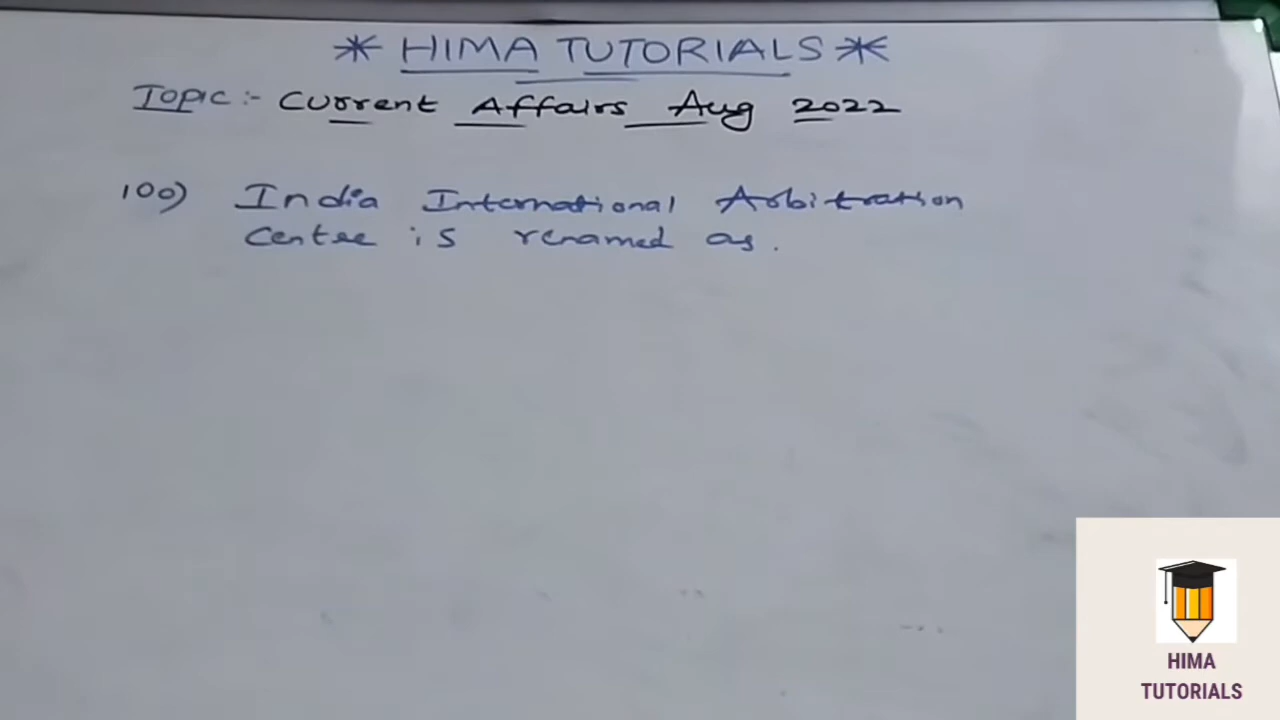 * HIMA TUTORIALS *
Topic:- Current Affairs Aug 2022
100) India International Arbitration
Centre is renamed as.
HIMA
TUTORIALS